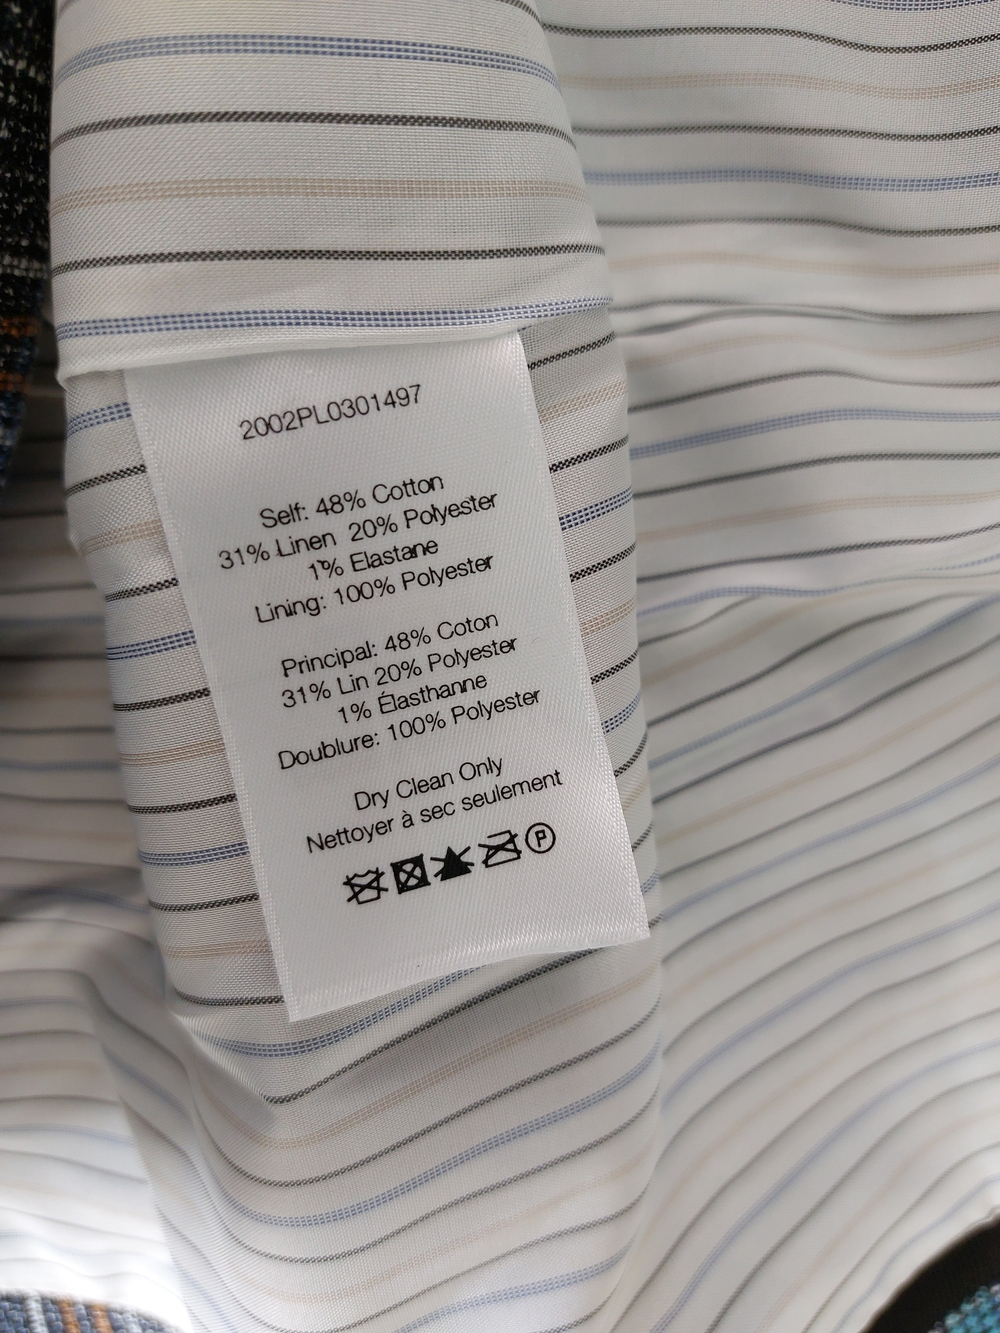 2002PL0301497
Self: 48% Cotton
31% Linen 20% Polyester
1% Elastane
Lining: 100% Polyester
Principal: 48% Coton
31% Lin 20% Polyester
1% Élasthanne
Doublure: 100% Polyester
Dry Clean Only
Nettoyer à sec seulement
P